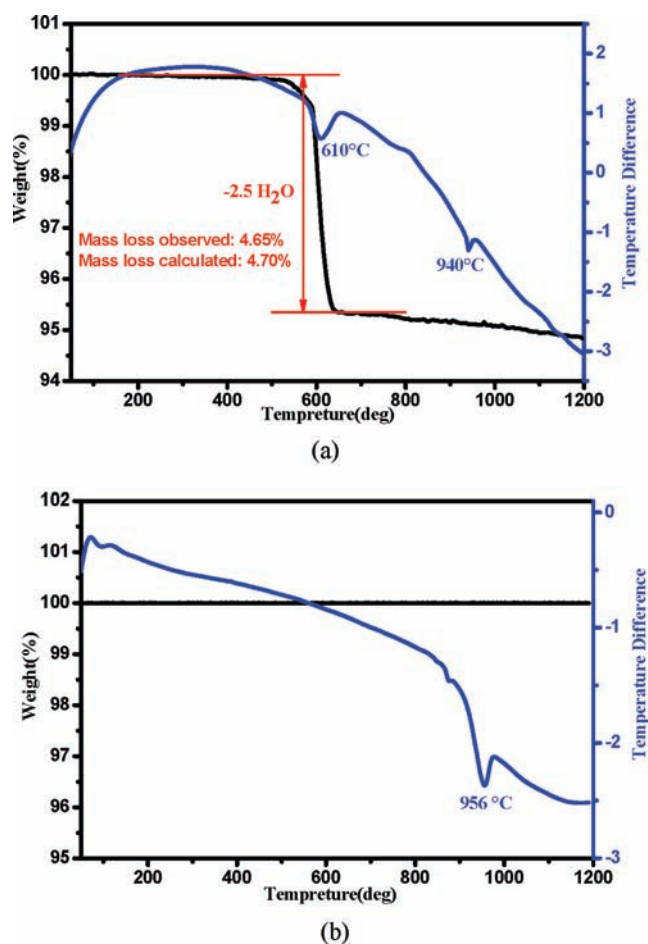 101
100
99
98
97
96
95
94
Weight(%)
-2.5 H₂O
Mass loss observed: 4.65%
Mass loss calculated: 4.70%
610°C
940°C
2
1
0
-1
-2
-3
Temperature Difference
200
400
600
800
1000
1200
Tempreture(deg)
(a)
102
101
100
99
98
97
96
95
Weight(%)
956 °C
0
-1
-2
-3
Temperature Difference
200
400
600
800
1000
1200
Tempreture(deg)
(b)